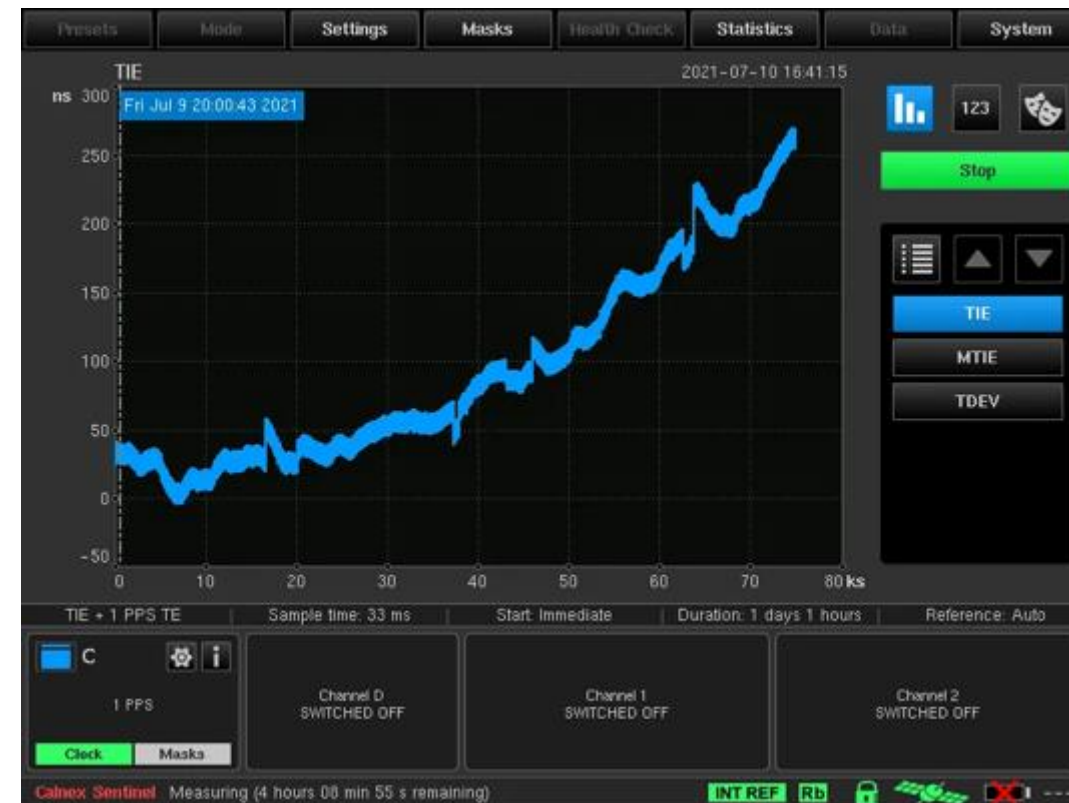 Presets Mode Settings Masks Health Check Statistics Data System
TIE 2021-07-10 16:41:15
ns 300
Fri Jul 9 20:00:43 2021
123
250
Stop
200
150
TIE
100
MTIE
TDEV
50
0
-50
0 10 20 30 40 50 60 70 80 ks
TIE + 1 PPS TE Sample time: 33 ms Start: Immediate Duration: 1 days 1 hours Reference: Auto
C i
1 PPS
Clock Masks
Channel D
SWITCHED OFF
Channel 1
SWITCHED OFF
Channel 2
SWITCHED OFF
Calnex Sentinel Measuring (4 hours 08 min 55 s remaining) INT REF Rb ---